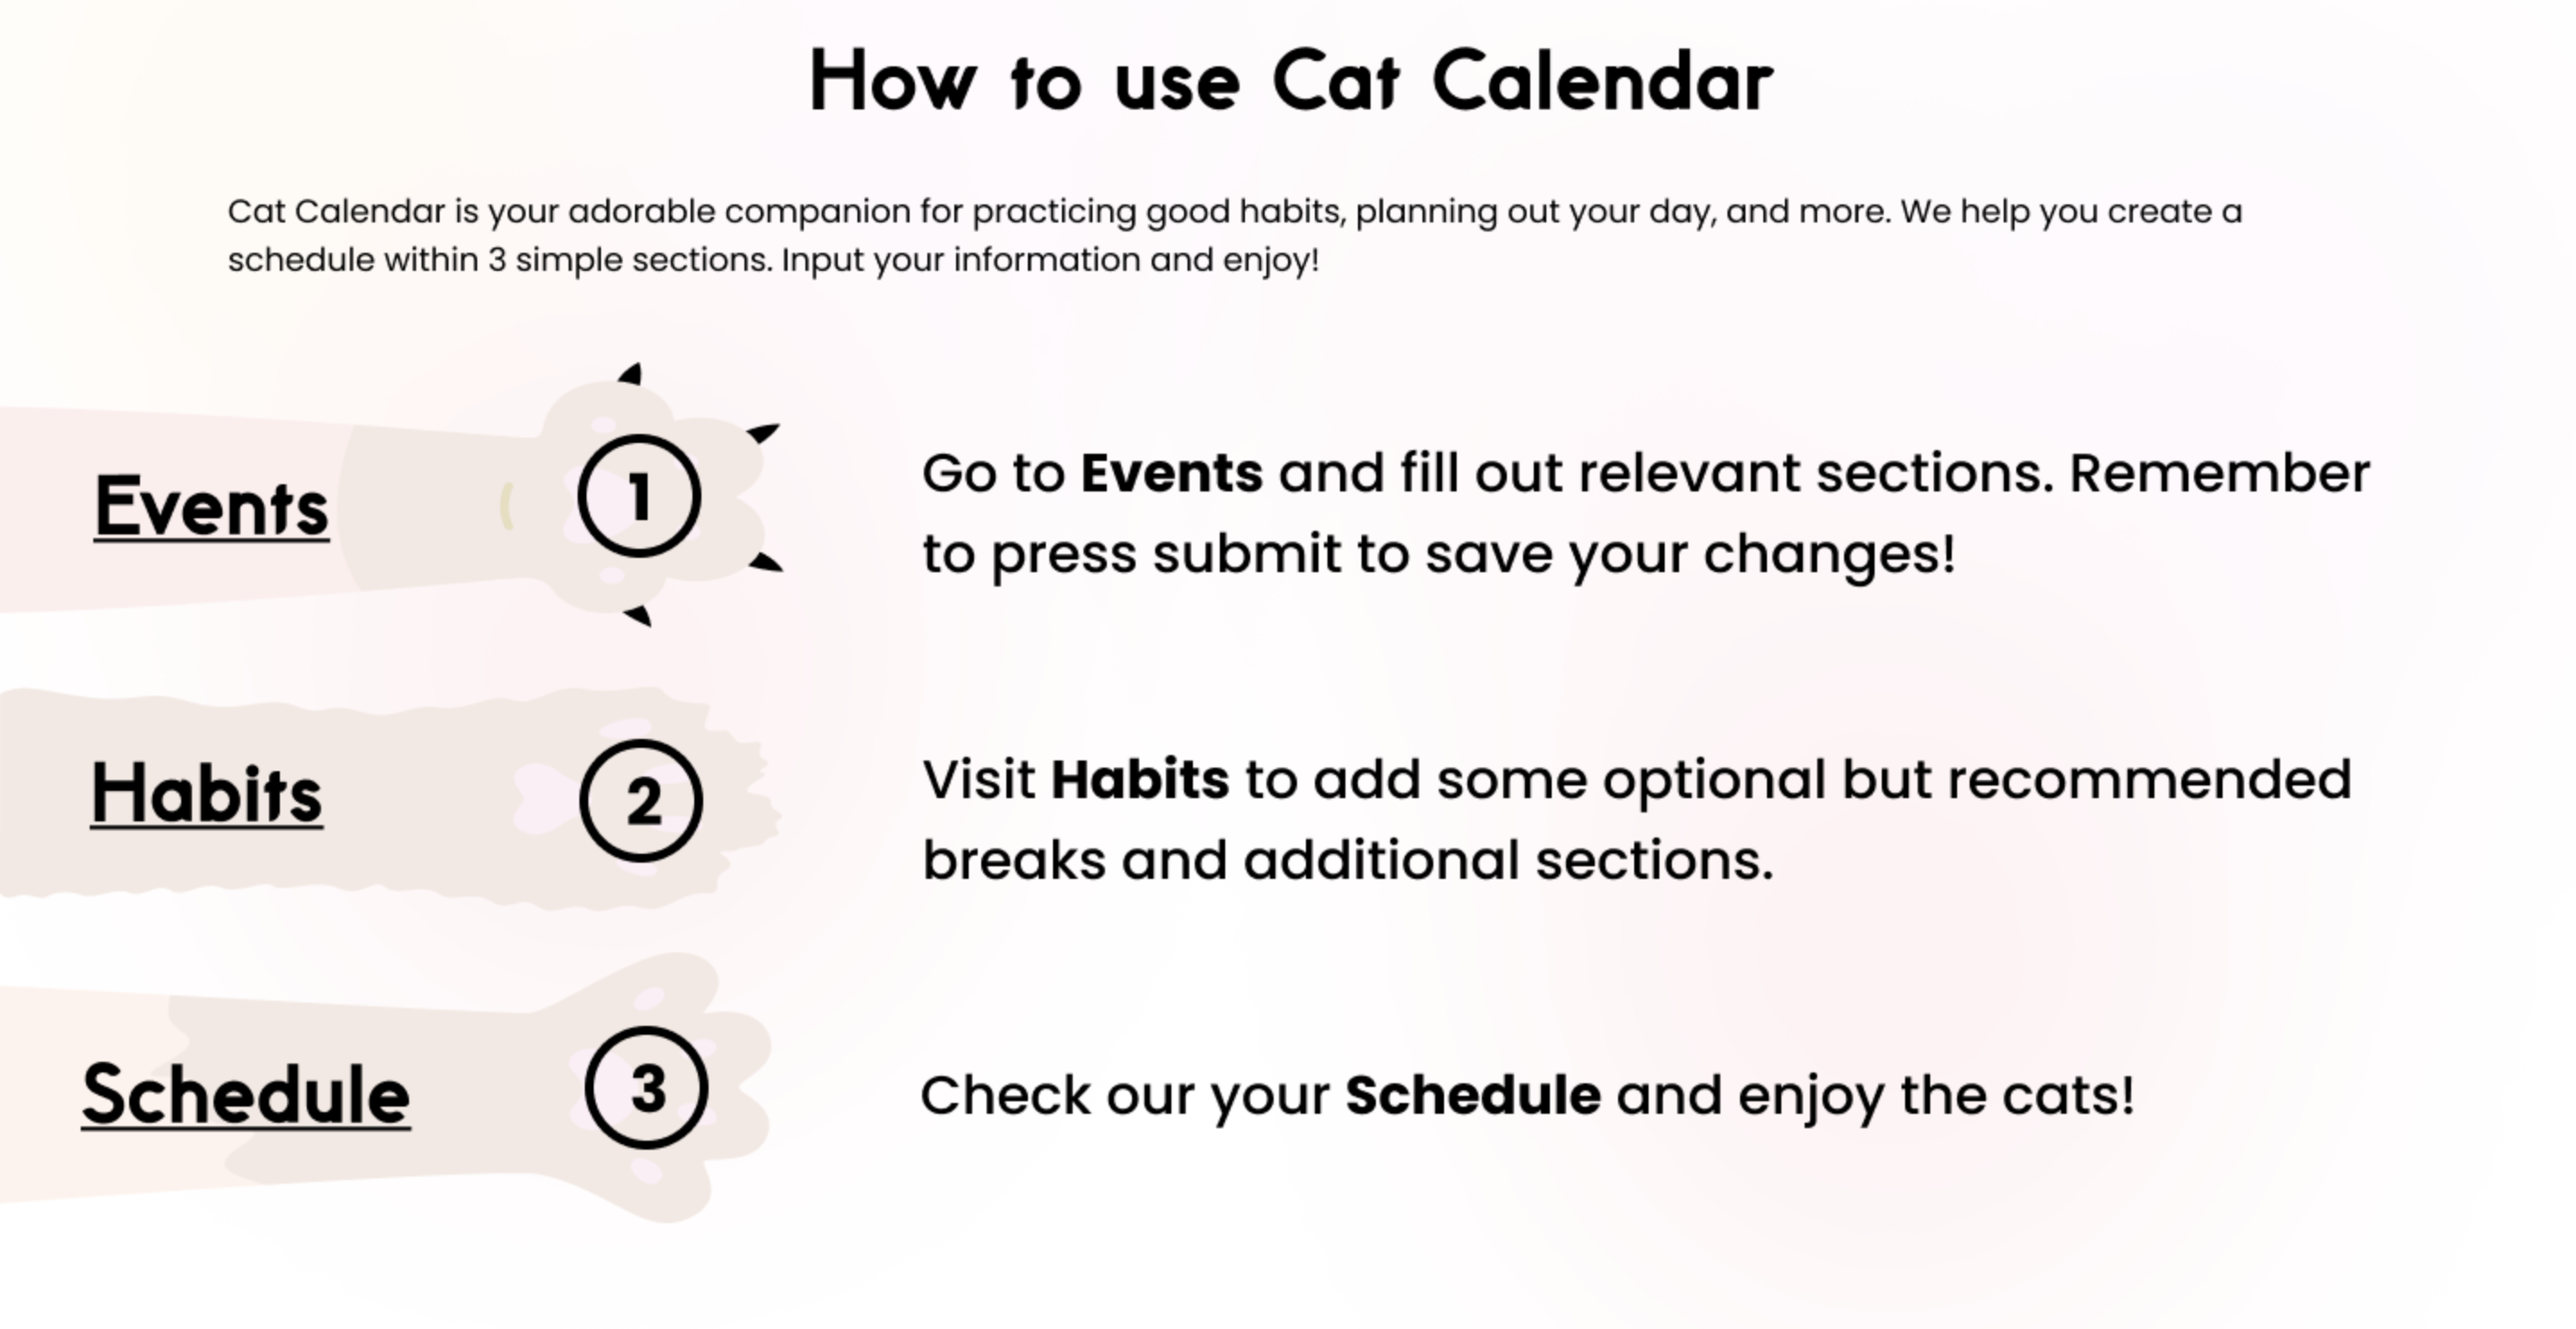 How to use Cat Calendar
Cat Calendar is your adorable companion for practicing good habits, planning out your day, and more. We help you create a
schedule within 3 simple sections. Input your information and enjoy!
Events
1
Go to Events and fill out relevant sections. Remember
to press submit to save your changes!
Habits
2
Visit Habits to add some optional but recommended
breaks and additional sections.
Schedule
3
Check our your Schedule and enjoy the cats!